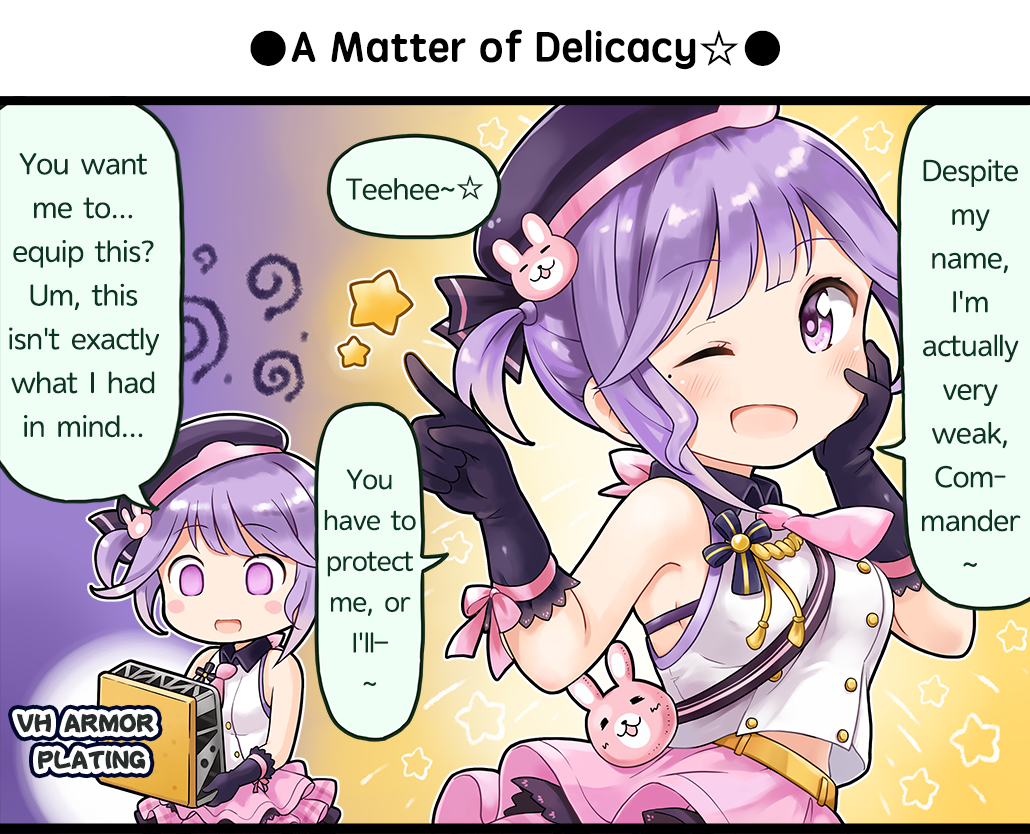 ●A Matter of Delicacy☆●
Despite
my
name,
I'm
actually
very
weak,
Com-
mander
~
Teehee~☆
You
have to
protect
me, or
I'll-
~
You want
me to...
equip this?
Um, this
isn't exactly
what I had
in mind...
VH ARMOR
PLATING